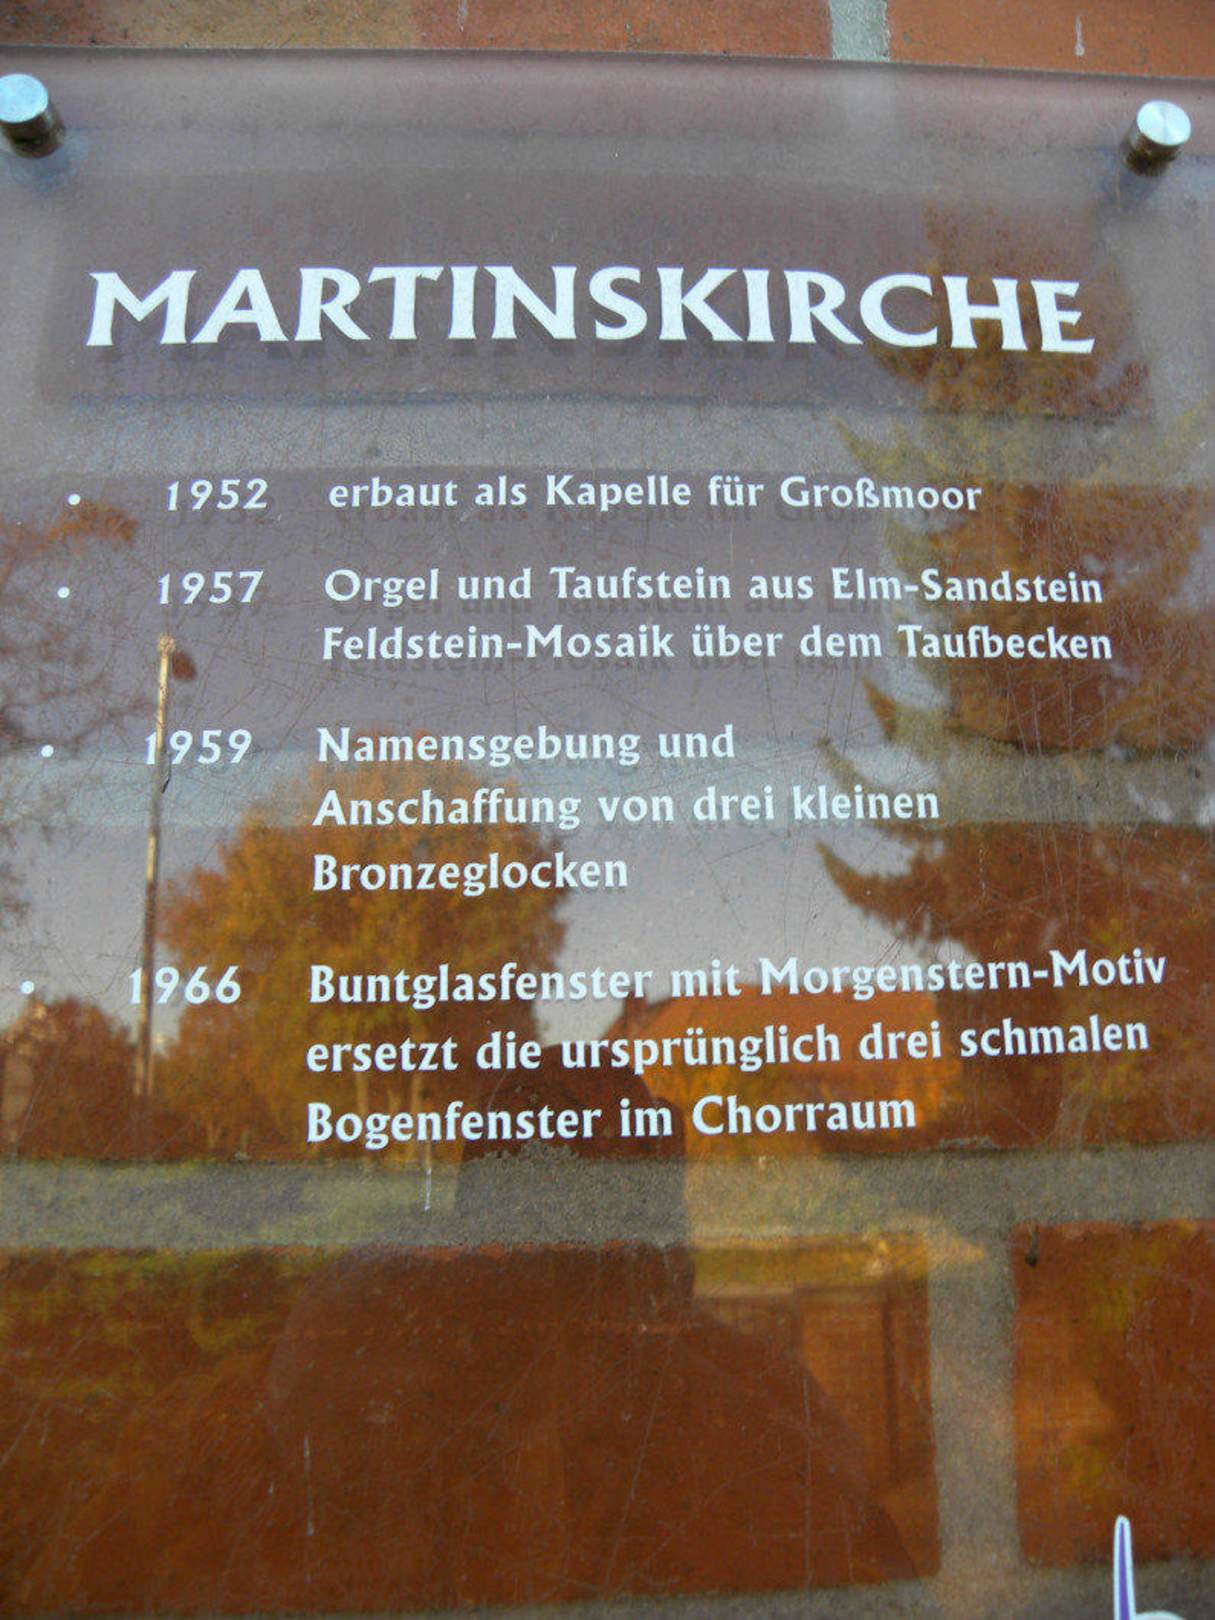 MARTINSKIRCHE
• 1952 erbaut als Kapelle für Großmoor
• 1957 Orgel und Taufstein aus Elm-Sandstein
Feldstein-Mosaik über dem Taufbecken
• 1959 Namensgebung und
Anschaffung von drei kleinen
Bronzeglocken
• 1966 Buntglasfenster mit Morgenstern-Motiv
ersetzt die ursprünglich drei schmalen
Bogenfenster im Chorraum